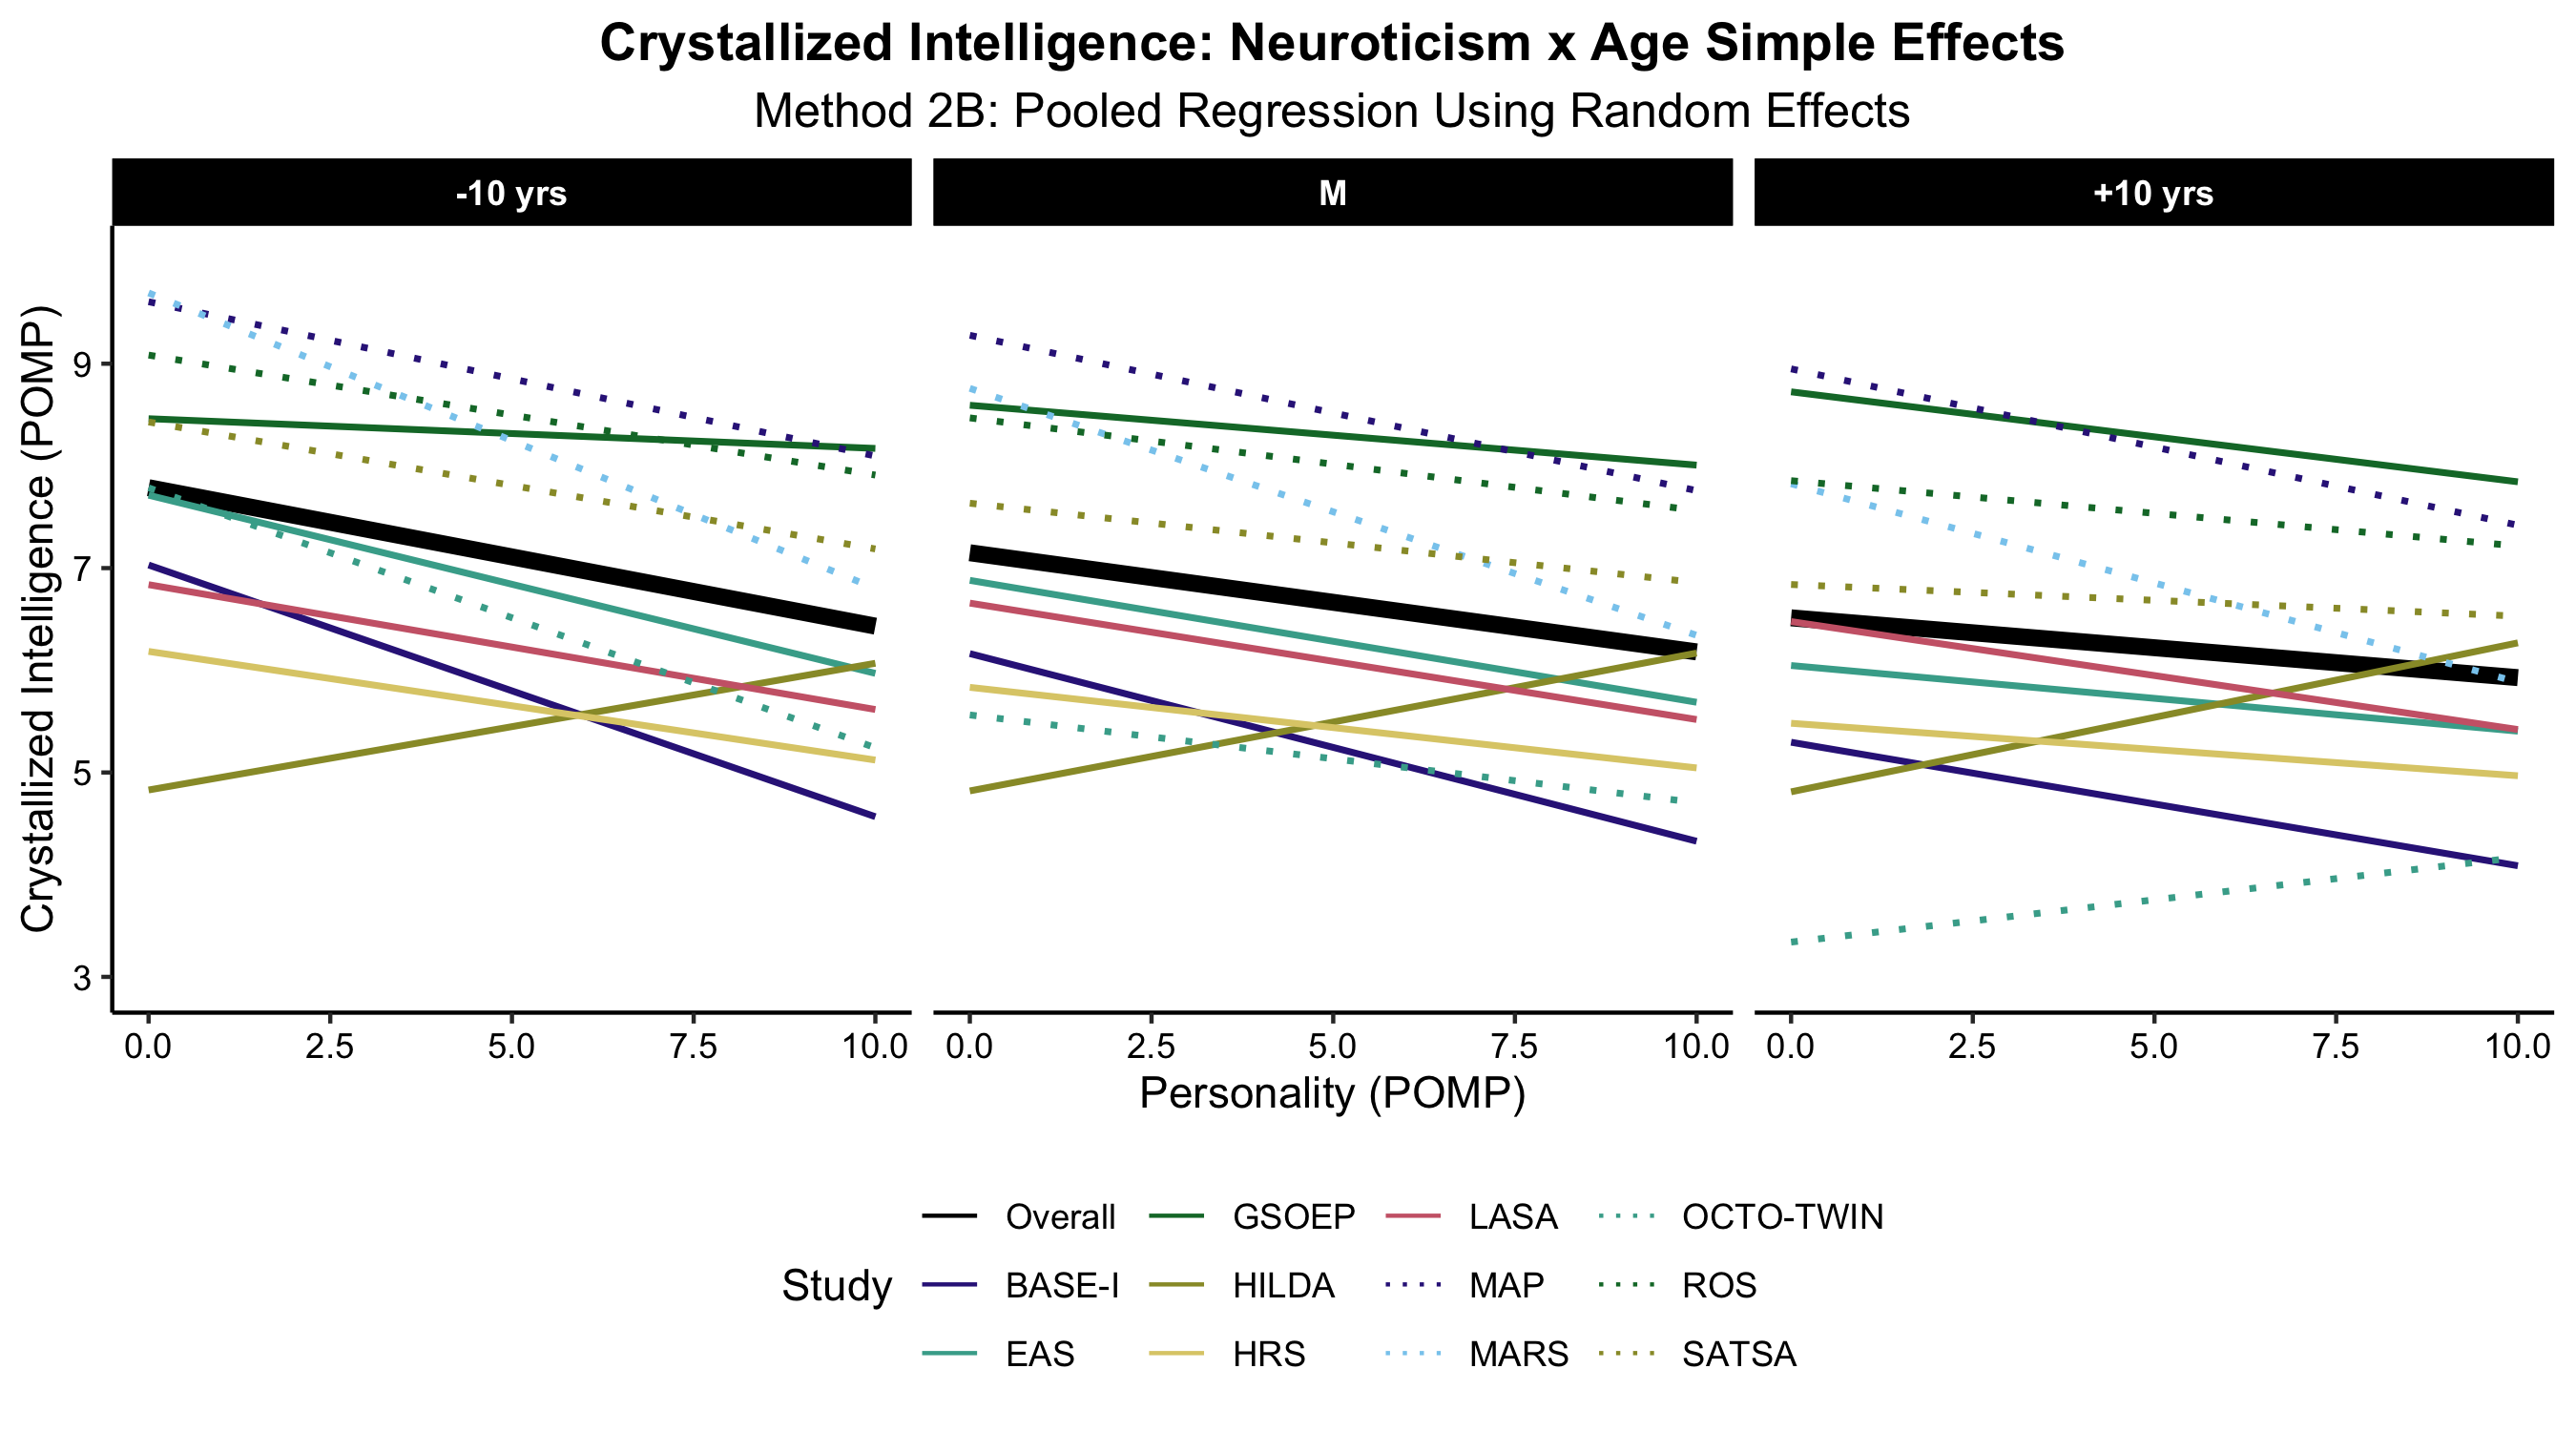 Crystallized Intelligence: Neuroticism x Age Simple Effects
Method 2B: Pooled Regression Using Random Effects
-10 yrs M +10 yrs
Crystallized Intelligence (POMP)
9
7
5
3
0.0 2.5 5.0 7.5 10.0 0.0 2.5 5.0 7.5 10.0 0.0 2.5 5.0 7.5 10.0
Personality (POMP)
Study
Overall GSOEP LASA OCTO-TWIN
BASE-I HILDA MAP ROS
EAS HRS MARS SATSA